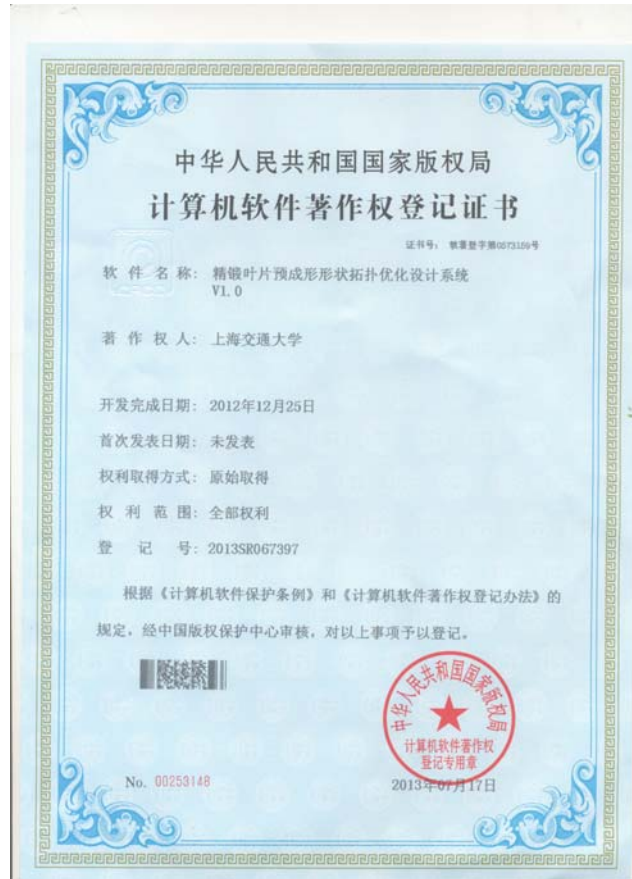 中华人民共和国国家版权局
计算机软件著作权登记证书
证书号： 软著登字第0573159号
软件名称： 精锻叶片预成形形状拓扑优化设计系统
V1.0
著作权人： 上海交通大学
开发完成日期： 2012年12月25日
首次发表日期： 未发表
权利取得方式： 原始取得
权利范围： 全部权利
登记号： 2013SR067397
根据《计算机软件保护条例》和《计算机软件著作权登记办法》的
规定，经中国版权保护中心审核，对以上事项予以登记。
中华人民共和国国家版权局
计算机软件著作权
登记专用章
No. 00253148
2013年07月17日